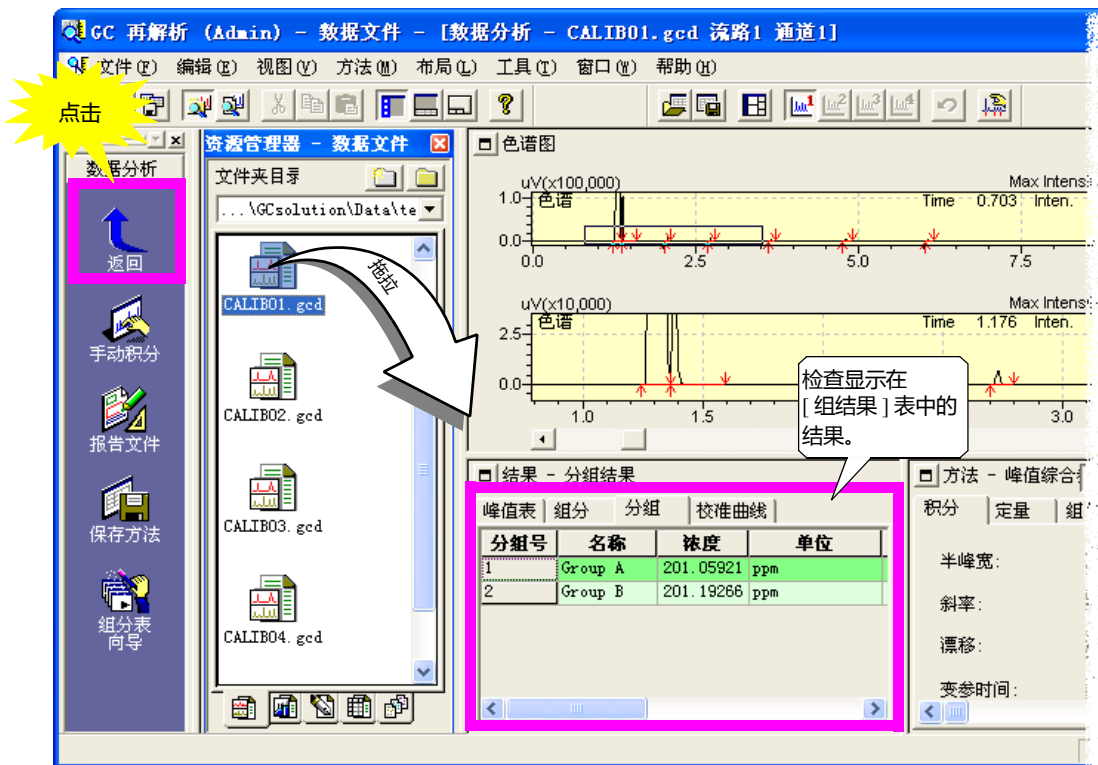 GC 再解析 (Admin) - 数据文件 - [数据分析 - CALIB01.gcd 流路1 通道1]
文件(F) 编辑(E) 视图(V) 方法(M) 布局(L) 工具(T) 窗口(W) 帮助(H)
点击
数据分析
返回
手动积分
报告文件
保存方法
组分表
向导
资源管理器 - 数据文件
文件夹目录
...\GCsolution\Data\te
CALIB01.gcd
CALIB02.gcd
CALIB03.gcd
CALIB04.gcd
拖拉
色谱图
uV(x100,000)
Max Intens
1.0 色谱
Time 0.703 Inten.
0.0
0.0 2.5 5.0 7.5
uV(x10,000)
Max Intens
色谱
Time 1.176 Inten.
2.5
0.0
1.0 1.5 3.0
检查显示在
[ 组结果 ] 表中的
结果。
结果 - 分组结果
峰值表 组分 分组 校准曲线
分组号 名称 浓度 单位
1 Group A 201.05921 ppm
2 Group B 201.19266 ppm
方法 - 峰值综合
积分 定量 组
半峰宽:
斜率:
漂移:
变参时间: